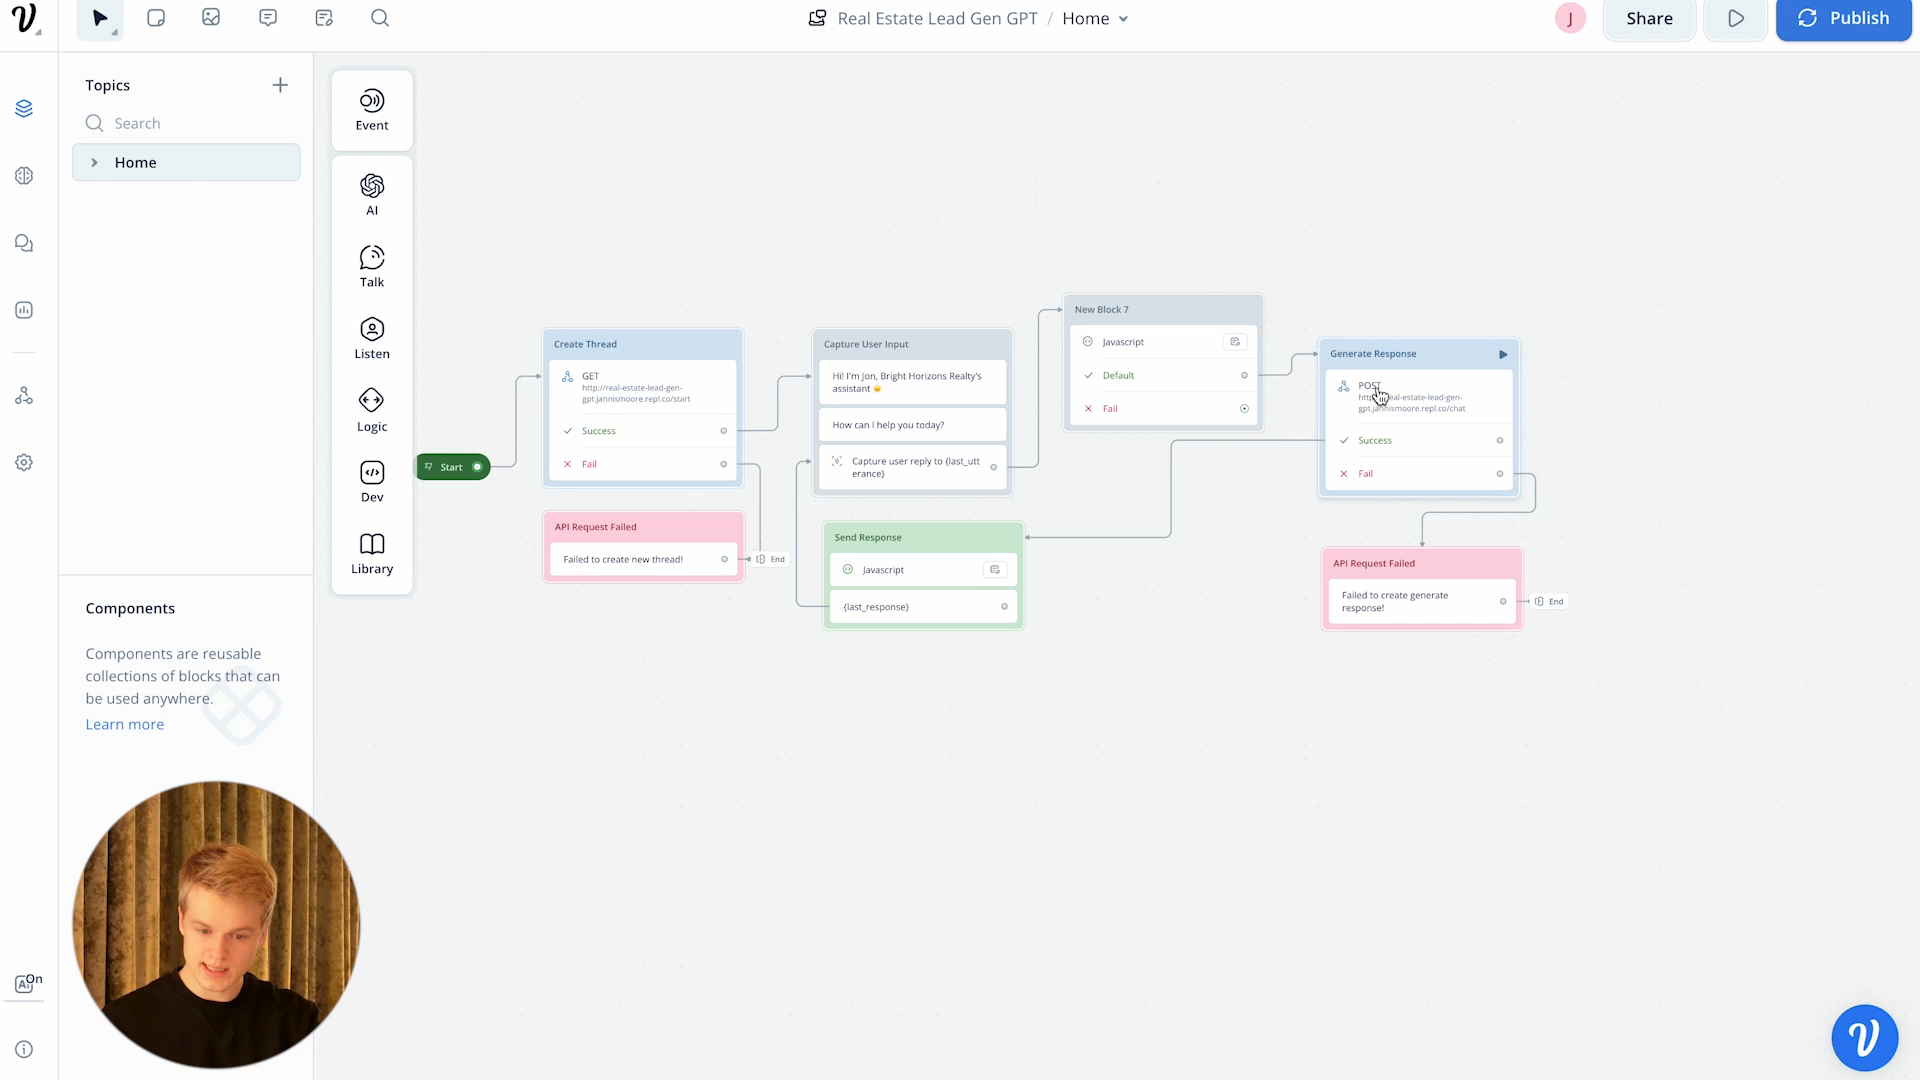 Real Estate Lead Gen GPT / Home
J
Share
Publish
Topics
Search
Home
Event
AI
Talk
Listen
Logic
Dev
Library
Start
Create Thread
GET
http://real-estate-lead-gen-
gpt.jannismoore.repl.co/start
Success
Fail
API Request Failed
Failed to create new thread!
End
Capture User Input
Hi! I'm Jon, Bright Horizons Realty's
assistant
How can I help you today?
Capture user reply to {last_utt
erance}
Send Response
Javascript
{last_response}
New Block 7
Javascript
Default
Fail
Generate Response
POST
gpt.jannismoore.repl.co/chat
Success
Fail
API Request Failed
Failed to create generate
response!
End
Components
Components are reusable
collections of blocks that can
be used anywhere.
Learn more
On